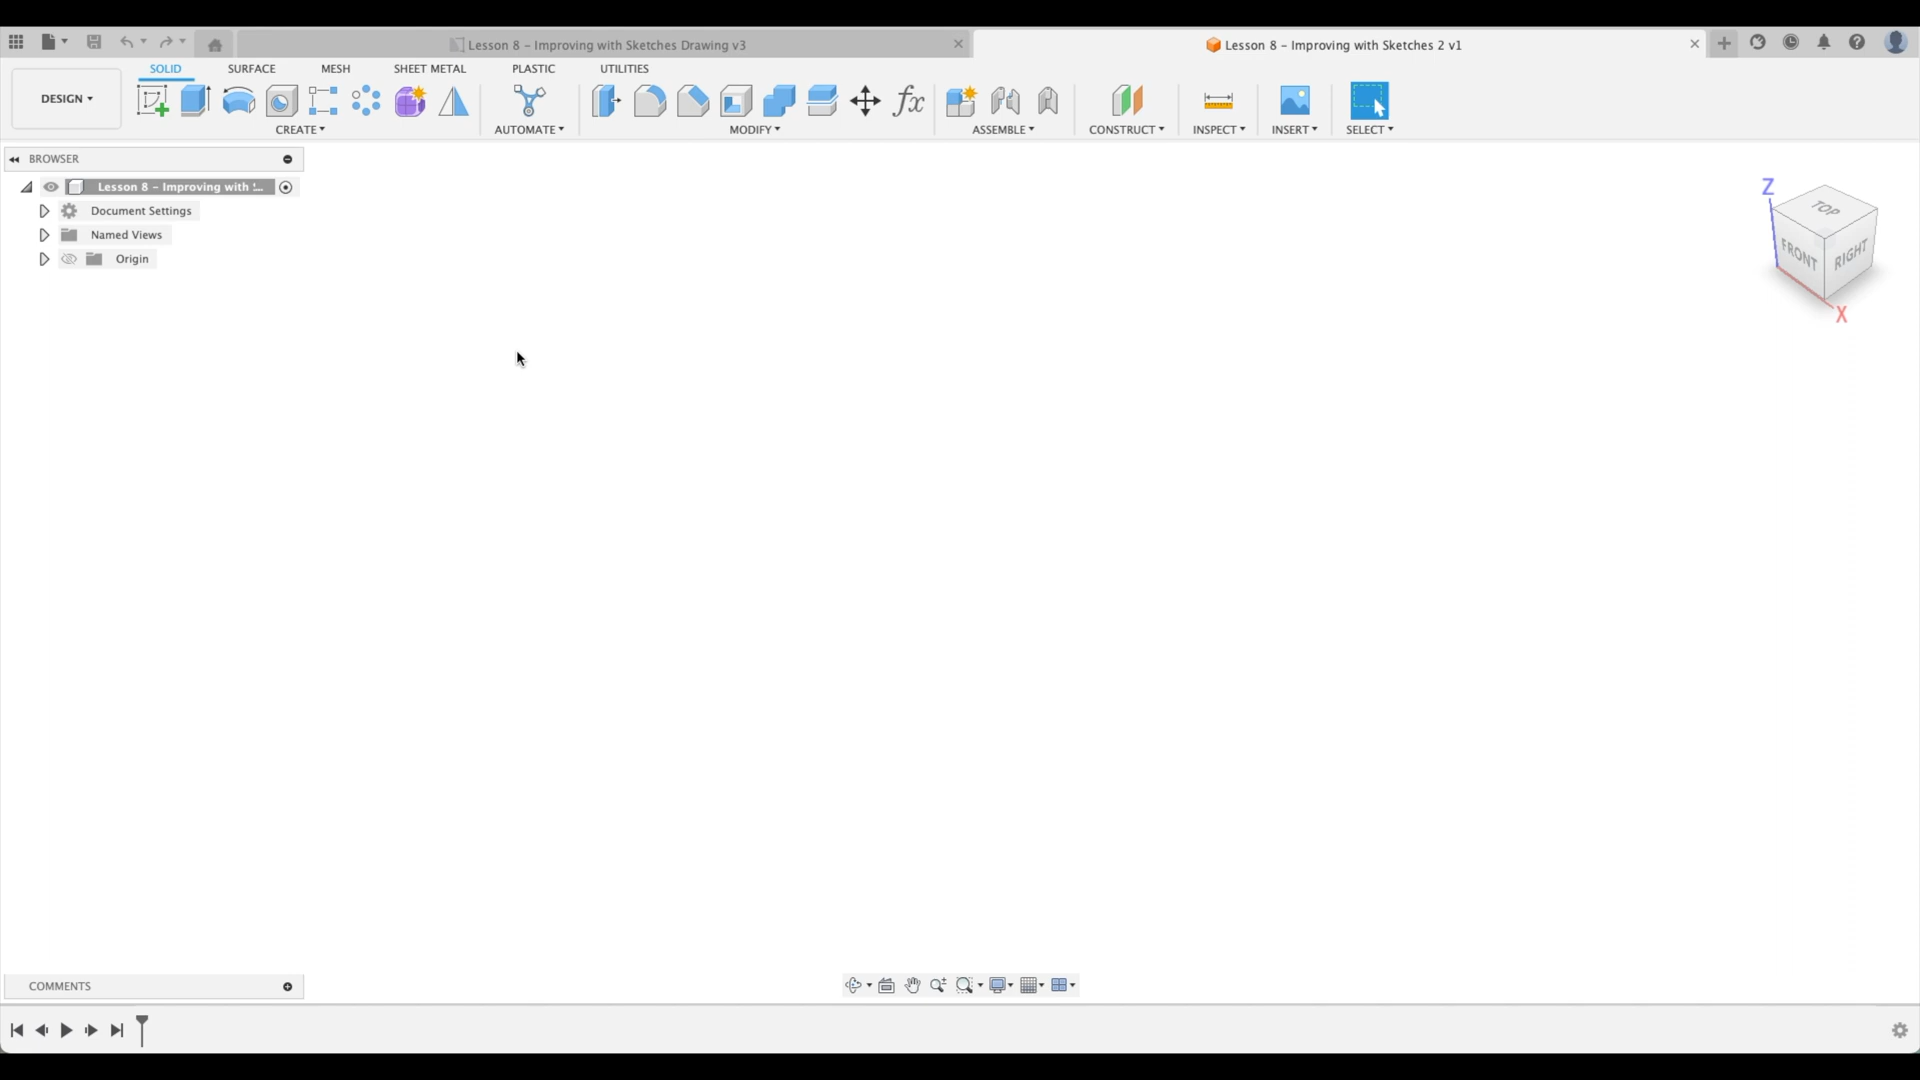 Lesson 8 – Improving with Sketches Drawing v3
Lesson 8 – Improving with Sketches 2 v1
SOLID
SURFACE
MESH
SHEET METAL
PLASTIC
UTILITIES
DESIGN
fx
CREATE
AUTOMATE
MODIFY
ASSEMBLE
CONSTRUCT
INSPECT
INSERT
SELECT
BROWSER
Lesson 8 – Improving with S...
Document Settings
Named Views
Origin
Z
TOP
FRONT
RIGHT
X
COMMENTS